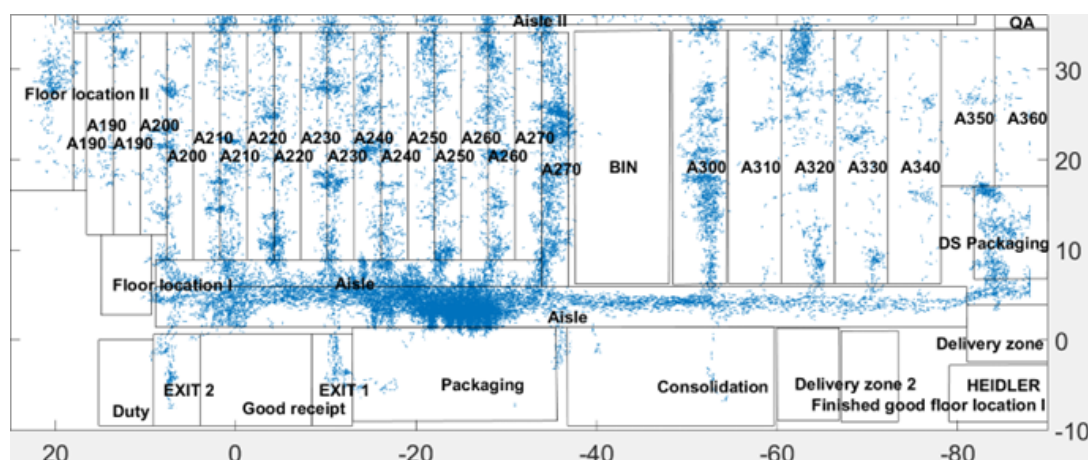 Aisle II
QA
30
Floor location II
A190
A200
A210
A220
A230
A240
A250
A260
A270
A350
A360
A190
A190
A200
A210
A220
A230
A240
A250
A260
A270
BIN
A300
A310
A320
A330
A340
20
DS Packaging
10
Floor location I
Aisle
Aisle
0
Delivery zone
EXIT 2
EXIT 1
Packaging
Consolidation
Delivery zone 2
HEIDLER
Duty
Good receipt
Finished good floor location I
-10
20
0
-20
-40
-60
-80